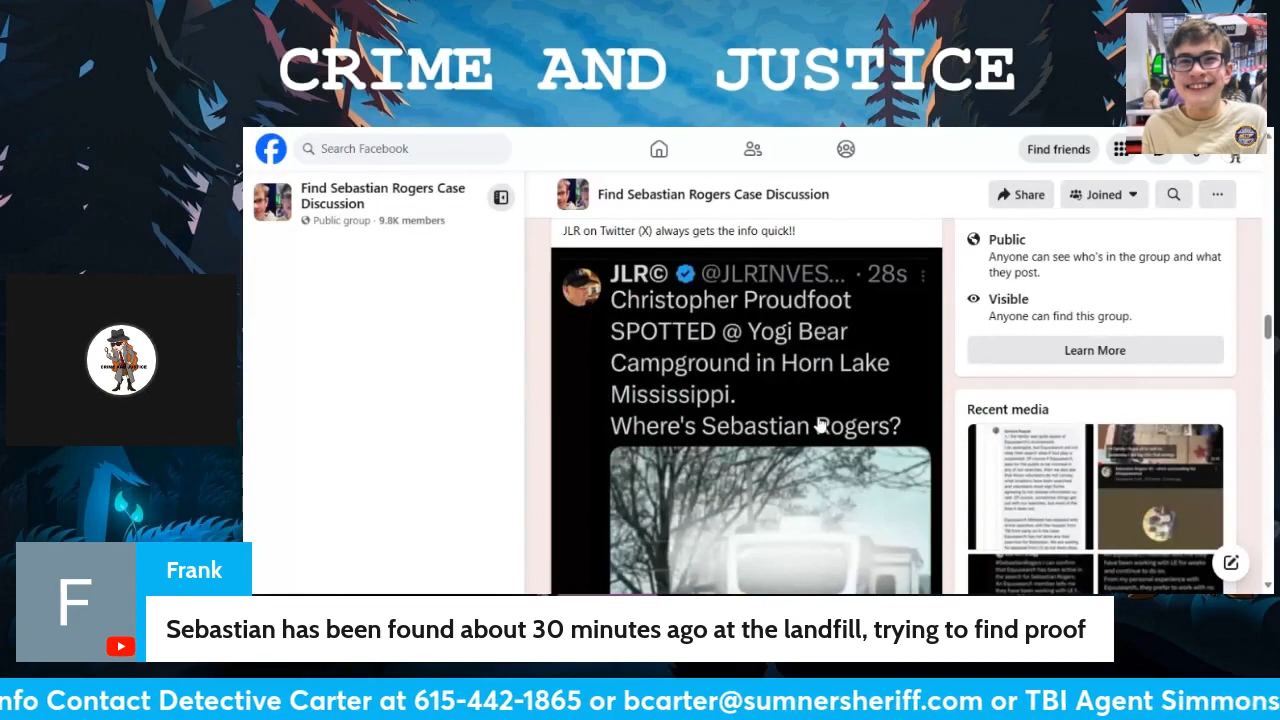 CRIME AND JUSTICE
Search Facebook
Find friends
Find Sebastian Rogers Case
Discussion
Public group · 9.8K members
Find Sebastian Rogers Case Discussion
Share
Joined
JLR on Twitter (X) always gets the info quick!!
JLR© @JLRINVES... · 28s
Christopher Proudfoot
SPOTTED @ Yogi Bear
Campground in Horn Lake
Mississippi.
Where's Sebastian Rogers?
Public
Anyone can see who's in the group and what
they post.
Visible
Anyone can find this group.
Learn More
Recent media
CRIME AND JUSTICE
F
Frank
Sebastian has been found about 30 minutes ago at the landfill, trying to find proof
nfo Contact Detective Carter at 615-442-1865 or bcarter@sumnersheriff.com or TBI Agent Simmons